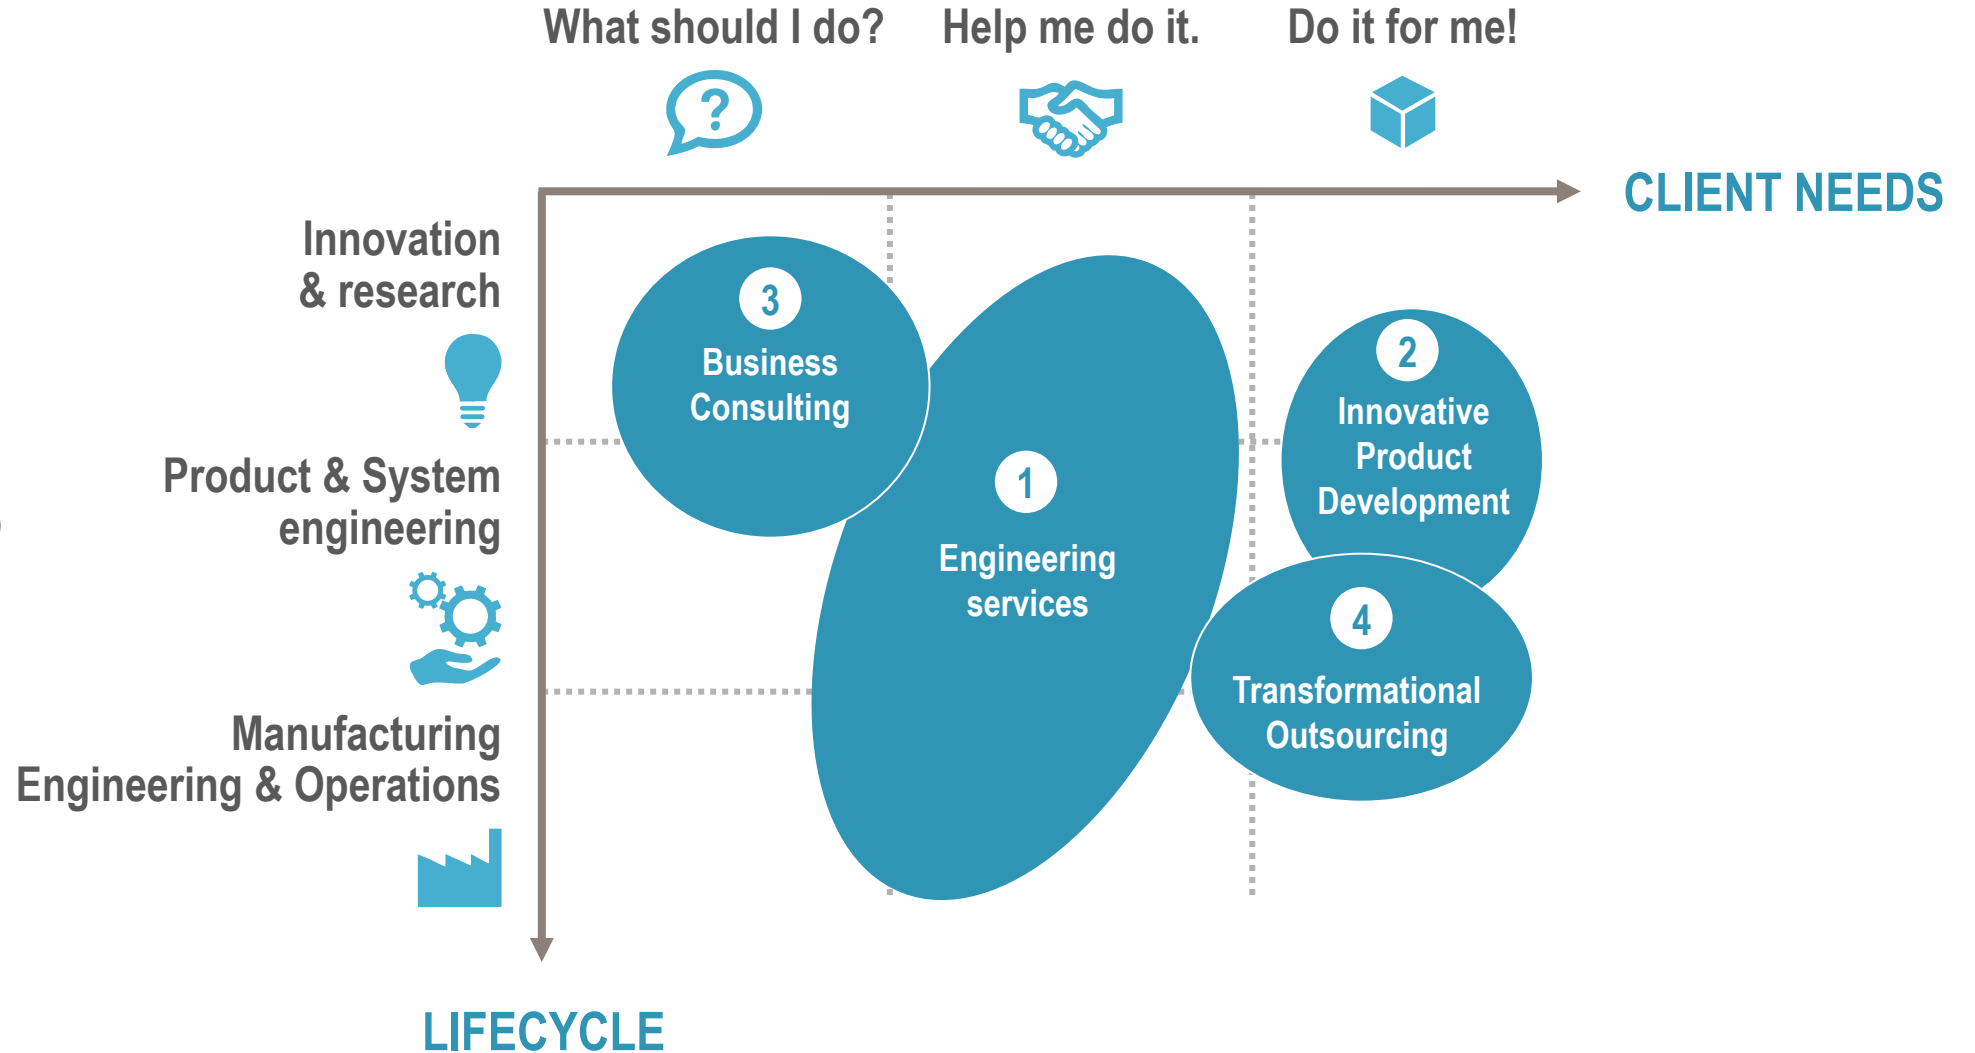 What should I do?
Help me do it.
Do it for me!
?
CLIENT NEEDS
Innovation
& research
3
Business
Consulting
2
Innovative
Product
Development
Product & System
engineering
1
Engineering
services
4
Transformational
Outsourcing
Manufacturing
Engineering & Operations
LIFECYCLE